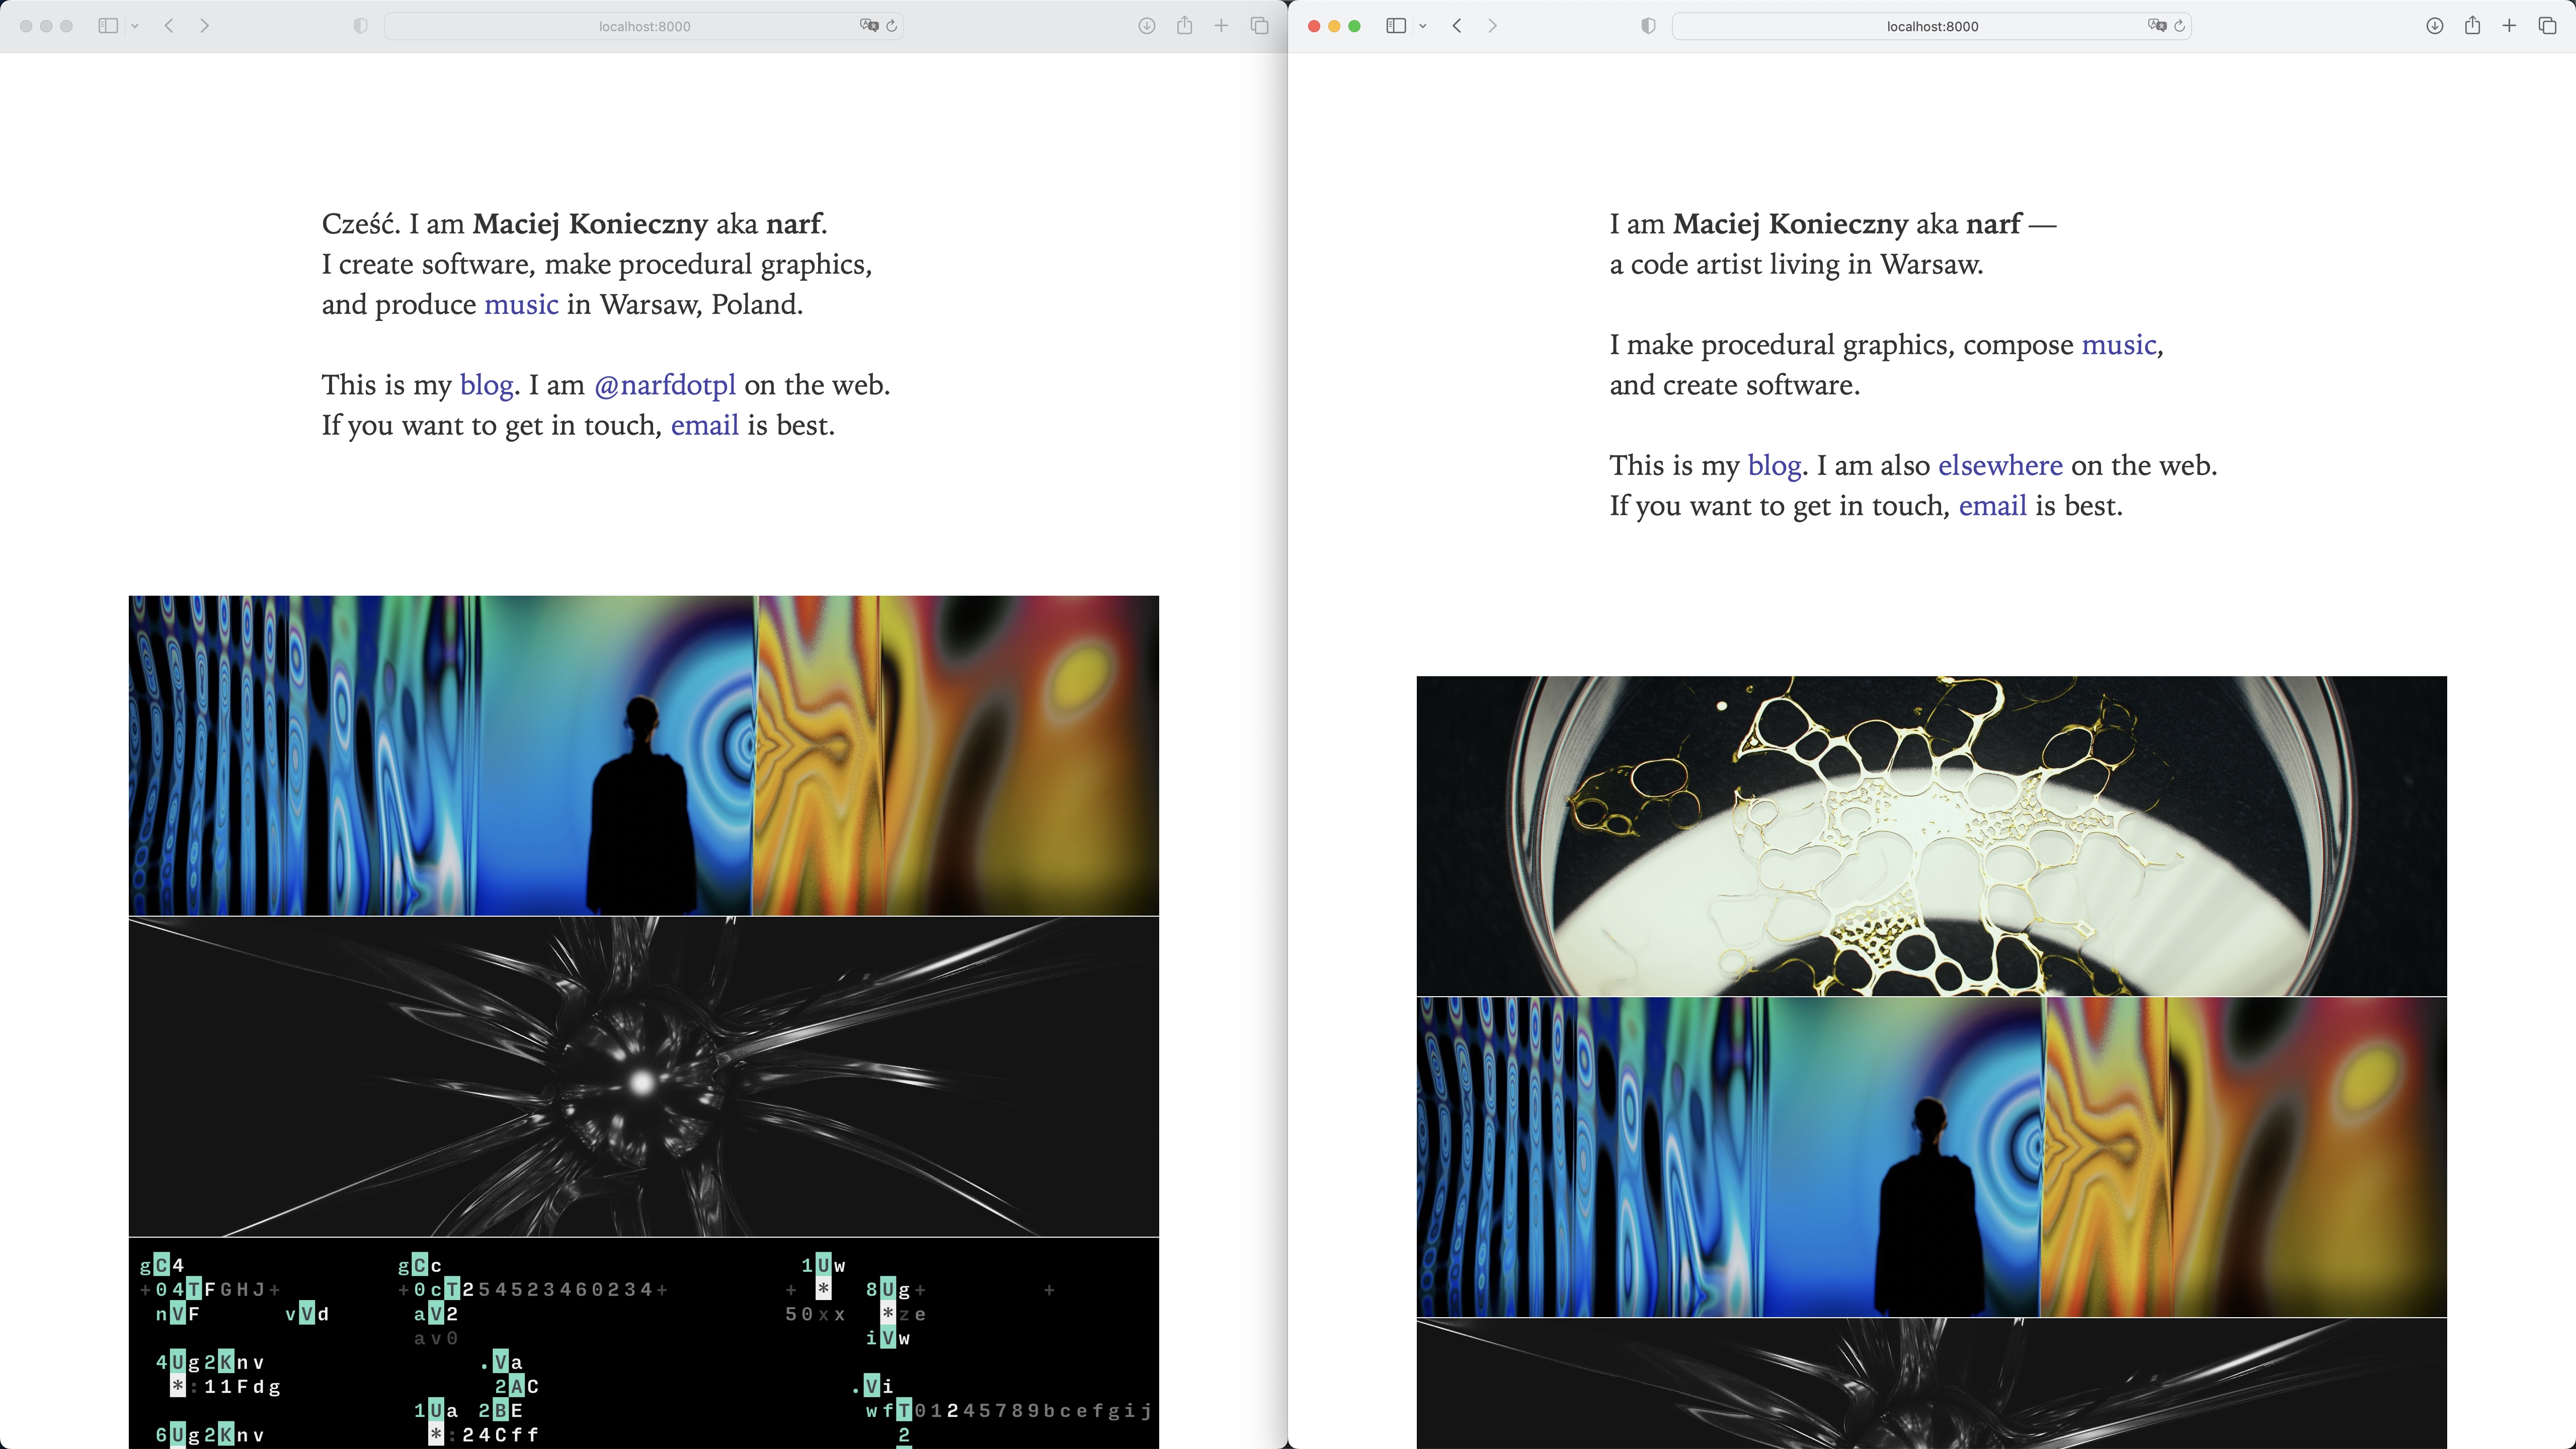 localhost:8000
Cześć. I am Maciej Konieczny aka narf.
I create software, make procedural graphics,
and produce music in Warsaw, Poland.
This is my blog. I am @narfdotpl on the web.
If you want to get in touch, email is best.
gC4
+04TFGHJ+
nVF vVd
4Ug2Knv
*:11Fdg
6Ug2Knv
gCc
+0cT254523460234+
aV2
av0
.Va
2AC
1Ua 2BE
*:24Cff
1Uw
+ * 8Ug+ +
50xx *ze
iVw
.Vi
wfT01245789bcefgij
2
localhost:8000
I am Maciej Konieczny aka narf —
a code artist living in Warsaw.
I make procedural graphics, compose music,
and create software.
This is my blog. I am also elsewhere on the web.
If you want to get in touch, email is best.